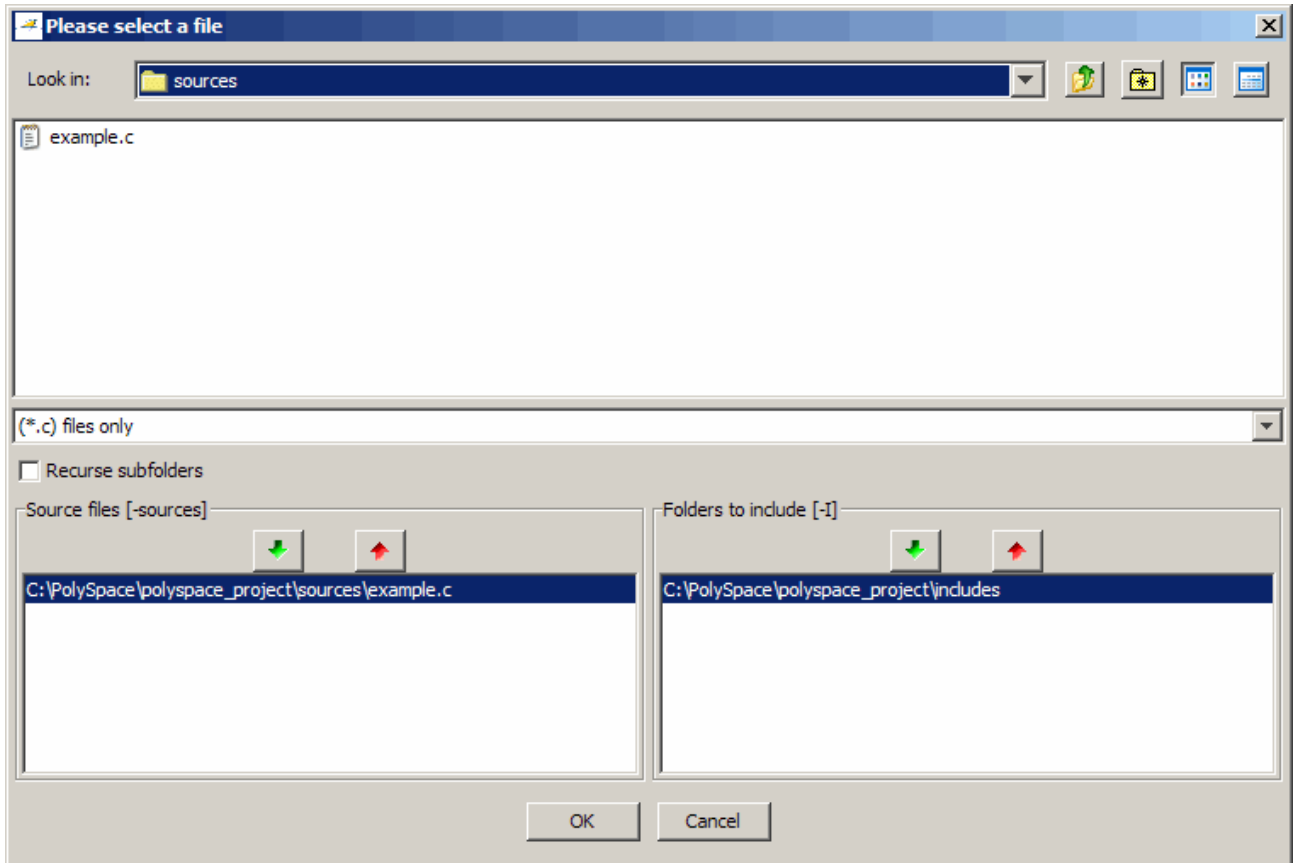 Please select a file
Look in: sources
example.c
(*.c) files only
Recurse subfolders
Source files [-sources] Folders to include [-I]
C:\PolySpace\polyspace_project\sources\example.c C:\PolySpace\polyspace_project\includes
OK Cancel